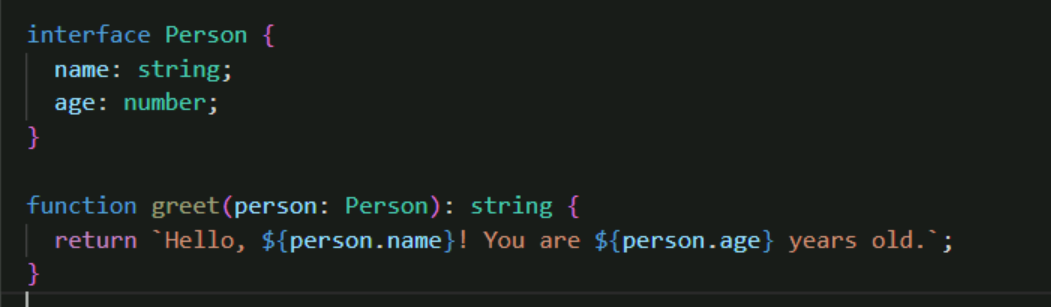 interface Person {
  name: string;
  age: number;
}

function greet(person: Person): string {
  return `Hello, ${person.name}! You are ${person.age} years old.`;
}